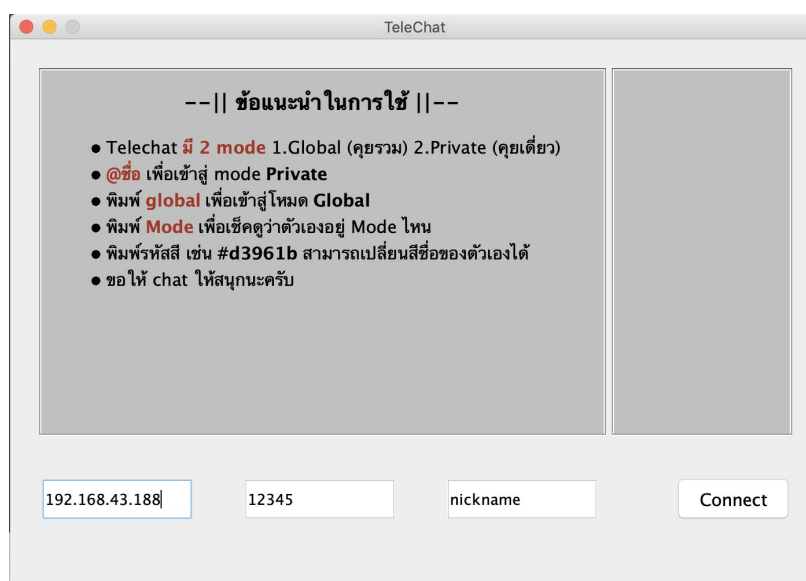 TeleChat
--|| ข้อแนะนำในการใช้ ||--
● Telechat มี 2 mode 1.Global (คุยรวม) 2.Private (คุยเดี่ยว)
● @ชื่อ เพื่อเข้าสู่ mode Private
● พิมพ์ global เพื่อเข้าสู่โหมด Global
● พิมพ์ Mode เพื่อเช็คดูว่าตัวเองอยู่ Mode ไหน
● พิมพ์รหัสสี เช่น #d3961b สามารถเปลี่ยนสีชื่อของตัวเองได้
● ขอให้ chat ให้สนุกนะครับ
192.168.43.188
12345
nickname
Connect